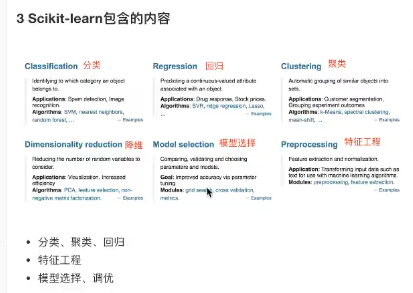 3 Scikit-learn包含的内容
Classification 分类
Identifying to which category an object
belongs to.
Applications: Spam detection, Image
recognition.
Algorithms: SVM, nearest neighbors,
random forest, ...
— Examples
Regression 回归
Predicting a continuous-valued attribute
associated with an object.
Applications: Drug response, Stock prices.
Algorithms: SVR, ridge regression, Lasso,
...
— Examples
Clustering 聚类
Automatic grouping of similar objects into
sets.
Applications: Customer segmentation,
Grouping experiment outcomes
Algorithms: k-Means, spectral clustering,
mean-shift, ...
— Examples
Dimensionality reduction 降维
Reducing the number of random variables to
consider.
Applications: Visualization, Increased
efficiency
Algorithms: PCA, feature selection, non-
negative matrix factorization.
— Examples
Model selection 模型选择
Comparing, validating and choosing
parameters and models.
Goal: Improved accuracy via parameter
tuning
Modules: grid search, cross validation,
metrics.
— Examples
Preprocessing 特征工程
Feature extraction and normalization.
Application: Transforming input data such as
text for use with machine learning algorithms.
Modules: preprocessing, feature extraction.
— Examples
• 分类、聚类、回归
• 特征工程
• 模型选择、调优